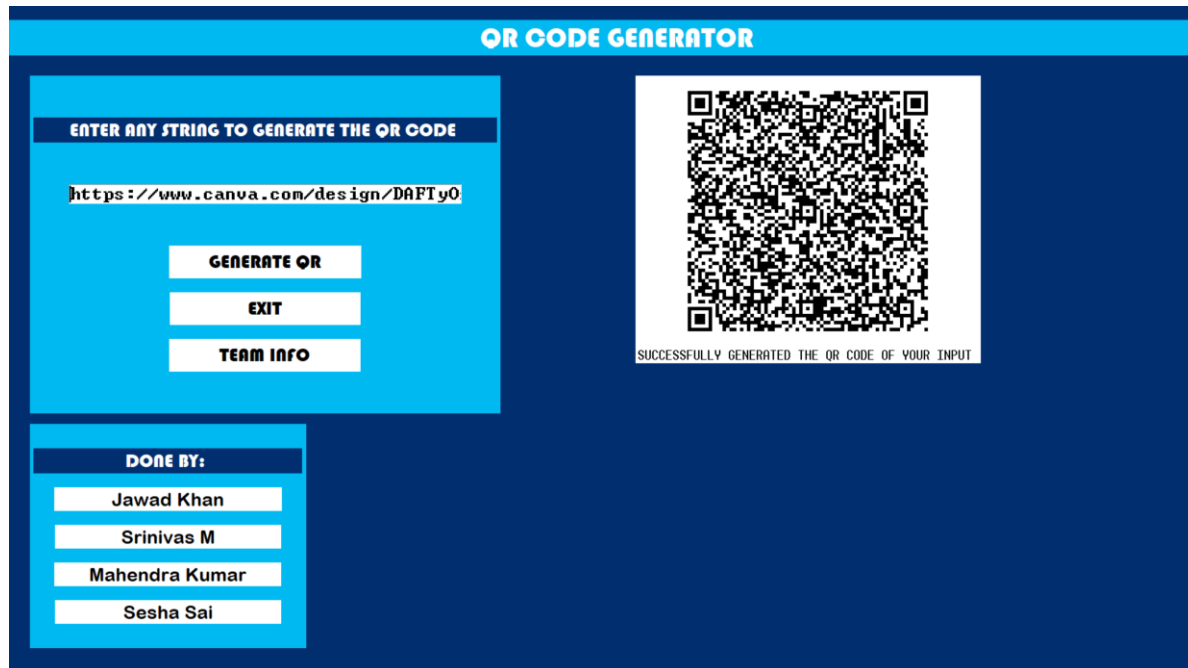 QR CODE GENERATOR
ENTER ANY STRING TO GENERATE THE QR CODE
https://www.canva.com/design/DAFTyO
GENERATE QR
EXIT
TEAM INFO
SUCCESSFULLY GENERATED THE QR CODE OF YOUR INPUT
DONE BY:
Jawad Khan
Srinivas M
Mahendra Kumar
Sesha Sai